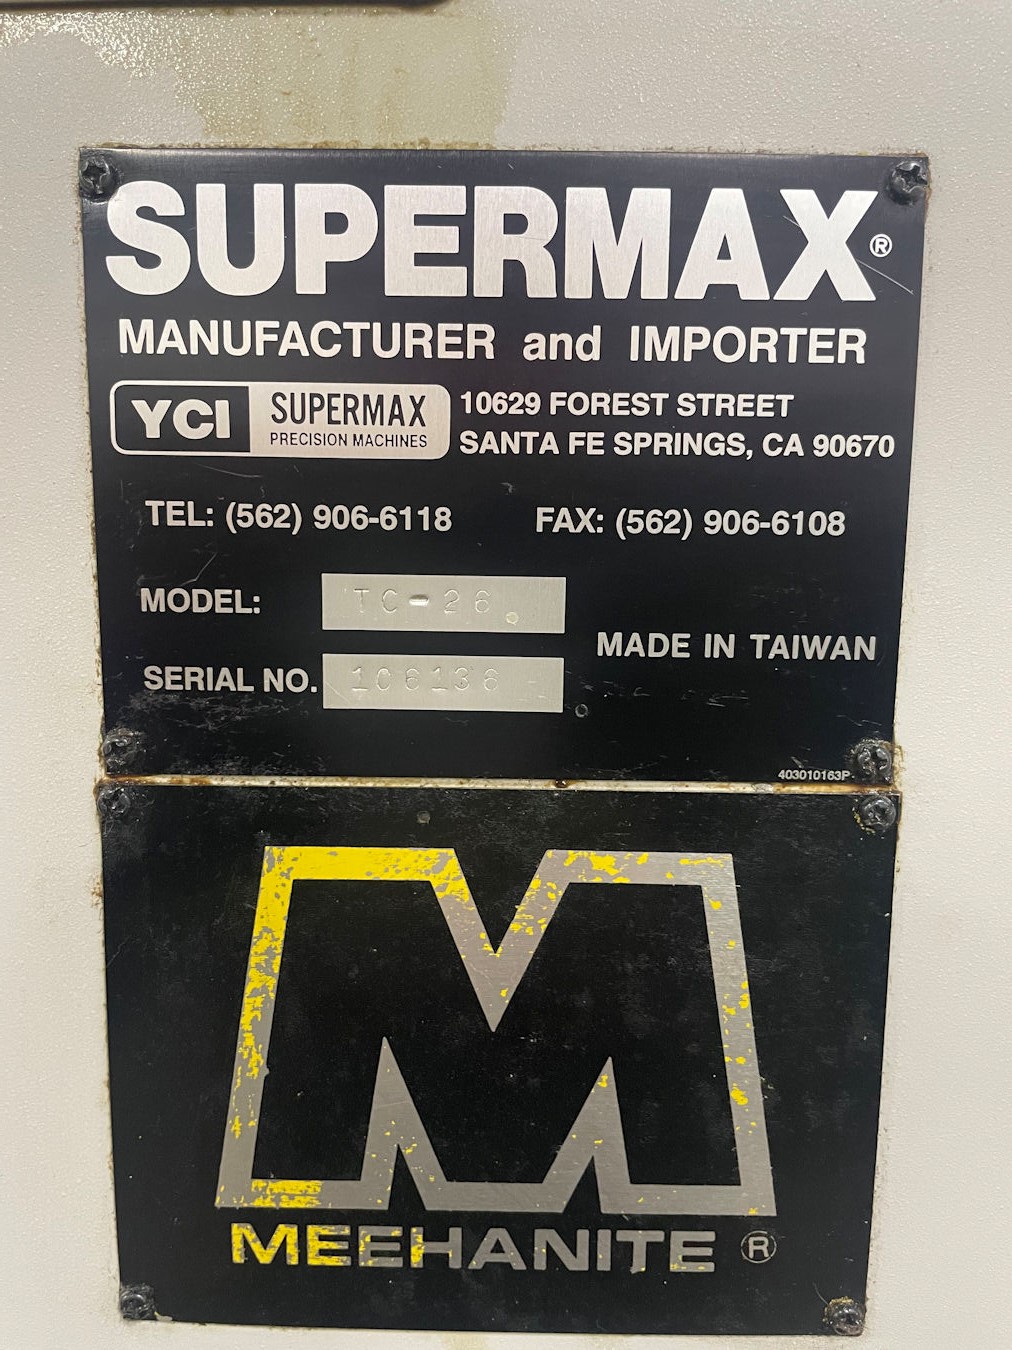 SUPERMAX®
MANUFACTURER and IMPORTER
YCI SUPERMAX
PRECISION MACHINES
10629 FOREST STREET
SANTA FE SPRINGS, CA 90670
TEL: (562) 906-6118 FAX: (562) 906-6108
MODEL: TC-26
MADE IN TAIWAN
SERIAL NO. 106136
403010163P
MEEHANITE ®